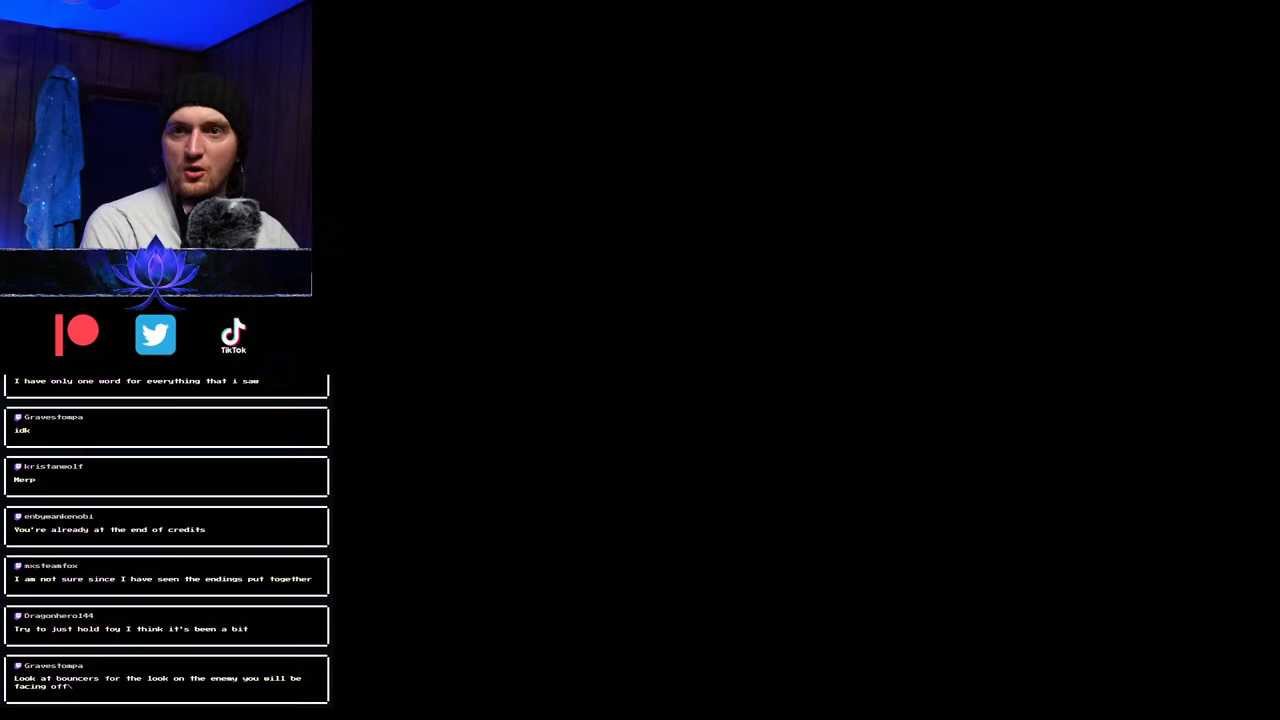 TikTok
I have only one word for everything that i saw
Gravestompa
idk
kristanwolf
Merp
enbywankenobi
You're already at the end of credits
mxsteamfox
I am not sure since I have seen the endings put together
Dragonhero144
Try to just hold toy I think it's been a bit
Gravestompa
Look at bouncers for the look on the enemy you will be
facing off\